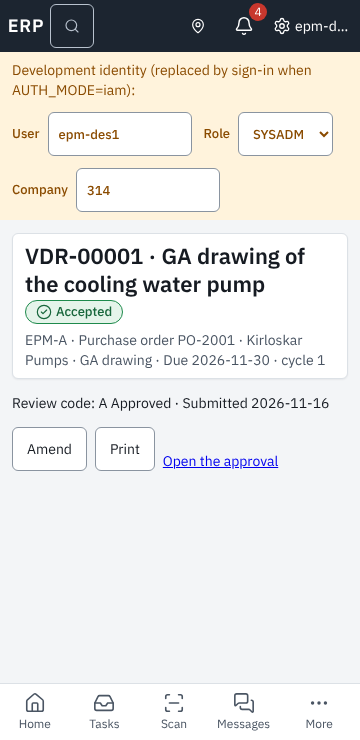 ERP
4
epm-d...
Development identity (replaced by sign-in when
AUTH_MODE=iam):
User epm-des1 Role SYSADM
Company 314
VDR-00001 · GA drawing of
the cooling water pump
Accepted
EPM-A · Purchase order PO-2001 · Kirloskar
Pumps · GA drawing · Due 2026-11-30 · cycle 1
Review code: A Approved · Submitted 2026-11-16
Amend Print Open the approval
Home Tasks Scan Messages More